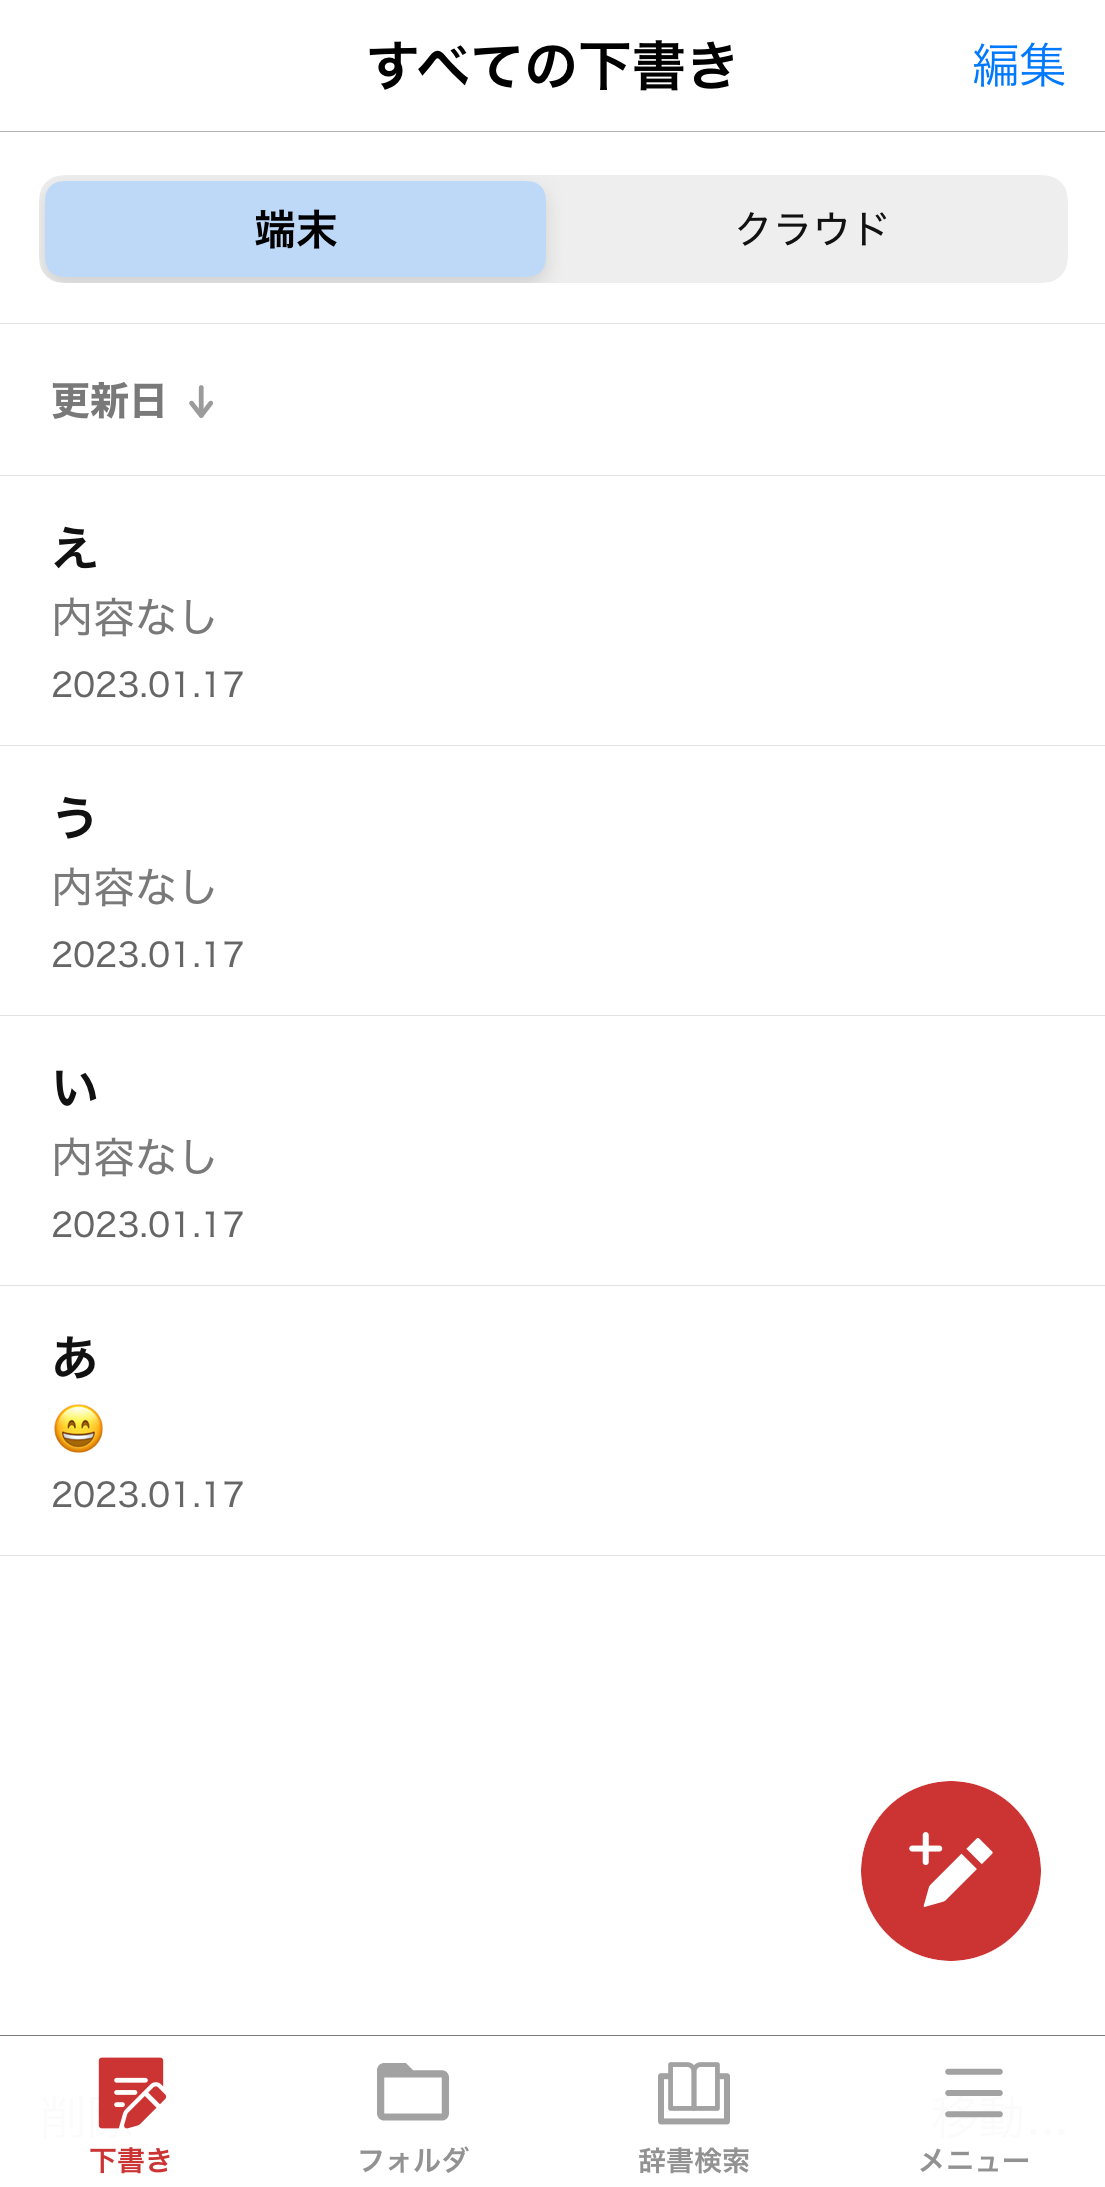 すべての下書き
編集
端末
クラウド
更新日 ↓
え
内容なし
2023.01.17
う
内容なし
2023.01.17
い
内容なし
2023.01.17
あ
😄
2023.01.17
下書き
フォルダ
辞書検索
メニュー